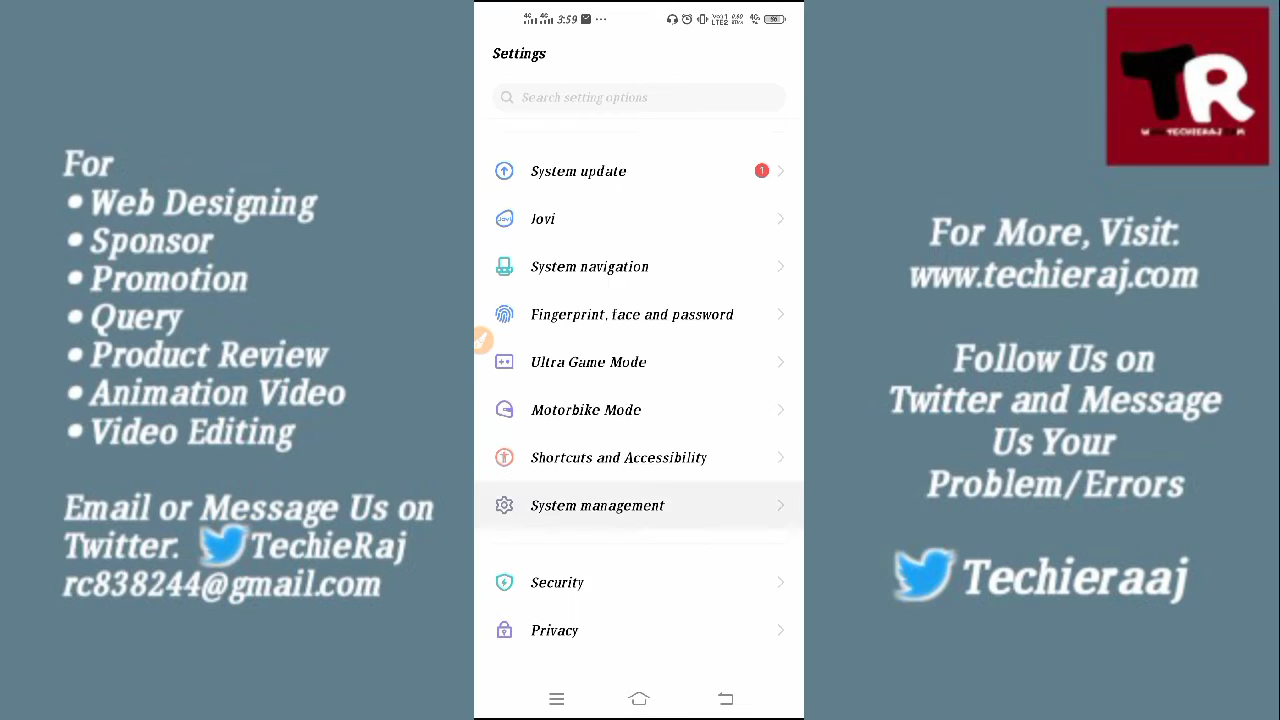 For
• Web Designing
• Sponsor
• Promotion
• Query
• Product Review
• Animation Video
• Video Editing
Email or Message Us on
Twitter. TechieRaj
rc838244@gmail.com
3:59
Settings
Search setting options
System update 1
Jovi
System navigation
Fingerprint, face and password
Ultra Game Mode
Motorbike Mode
Shortcuts and Accessibility
System management
Security
Privacy
TR
For More, Visit:
www.techieraj.com
Follow Us on
Twitter and Message
Us Your
Problem/Errors
Techieraaj